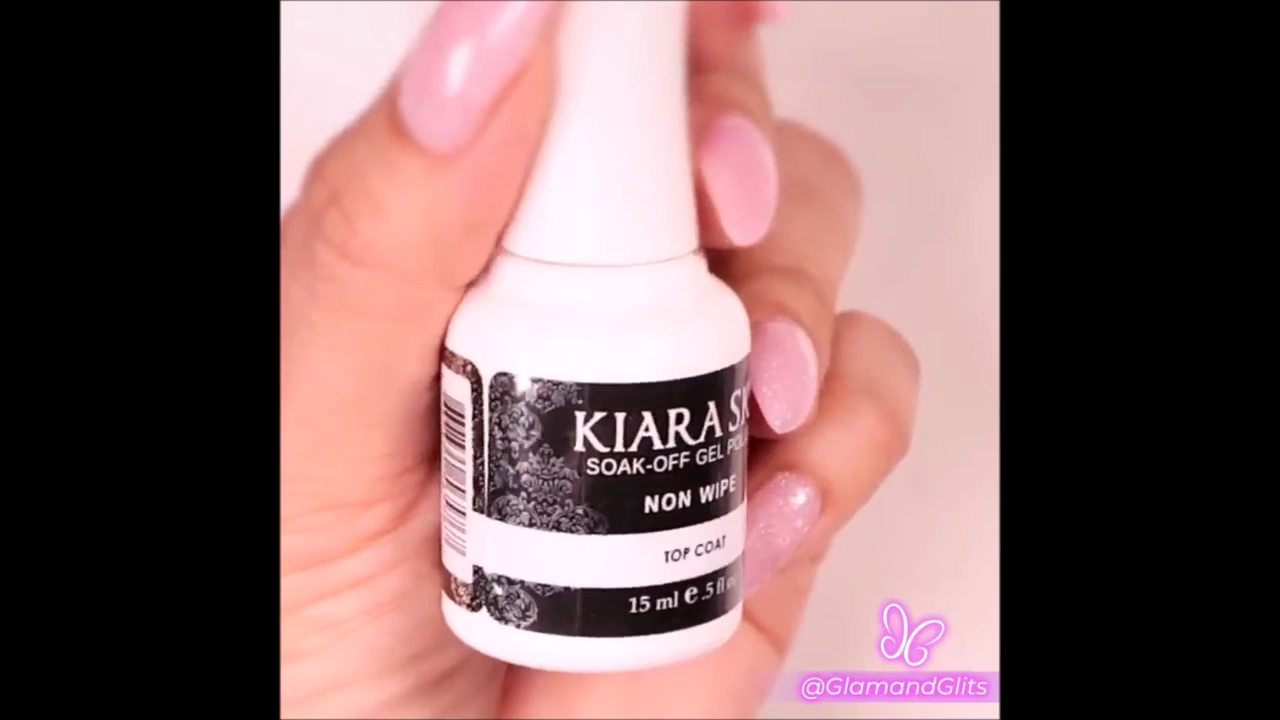 KIARA SK
SOAK-OFF GEL POL
NON WIPE
TOP COAT
15 ml e .5 fl o
@GlamandGlits